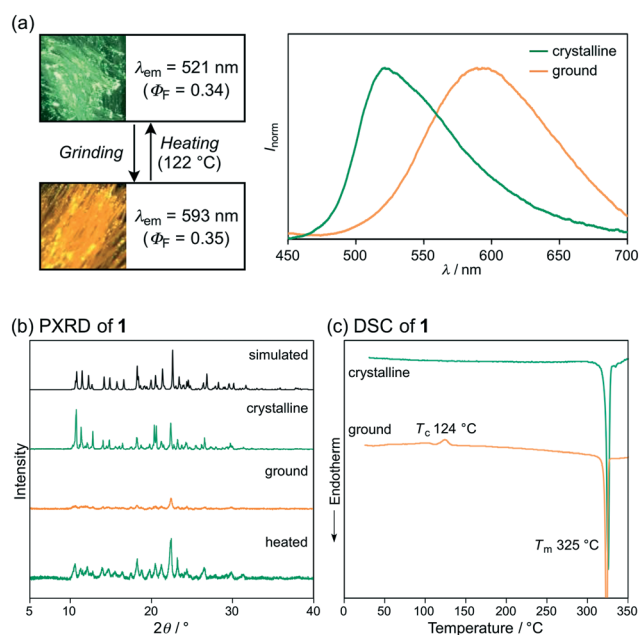 (a)
λem = 521 nm
(ΦF = 0.34)
Grinding
Heating
(122 °C)
λem = 593 nm
(ΦF = 0.35)
crystalline
ground
Inorm
450 500 550 600 650 700
λ / nm
(b) PXRD of 1
simulated
crystalline
ground
heated
Intensity
5 10 20 30 40
2θ / °
(c) DSC of 1
crystalline
ground
Tc 124 °C
Endotherm
Tm 325 °C
0 50 100 150 200 250 300 350
Temperature / °C